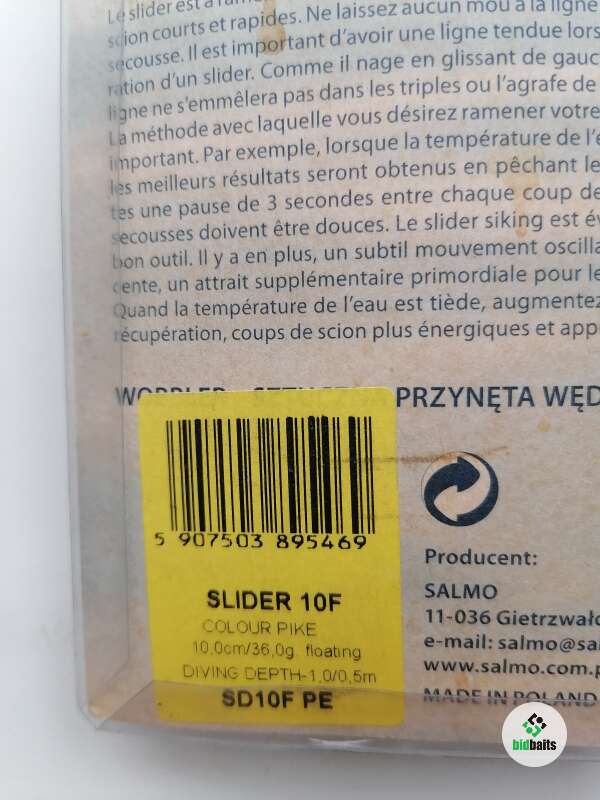 Le slider est à ram
scion courts et rapides. Ne laissez aucun mou à la ligne
secousse. Il est important d'avoir une ligne tendue lors
ration d'un slider. Comme il nage en glissant de gauc
ligne ne s'emmêlera pas dans les triples ou l'agrafe de
La méthode avec laquelle vous désirez ramener votre
important. Par exemple, lorsque la température de l'e
les meilleurs résultats seront obtenus en pêchant le
tes une pause de 3 secondes entre chaque coup de
secousses doivent être douces. Le slider siking est év
bon outil. Il y a en plus, un subtil mouvement oscilla
cente, un attrait supplémentaire primordiale pour le
Quand la température de l'eau est tiède, augmentez
récupération, coups de scion plus énergiques et app
WOBBLER PRZYNĘTA WĘD
5 907503 895469
SLIDER 10F
COLOUR PIKE
10,0cm/36,0g floating
DIVING DEPTH-1,0/0,5m
SD10F PE
Producent:
SALMO
11-036 Gietrzwałd
e-mail: salmo@sal
www.salmo.com.p
MADE IN POLAND
bidbaits